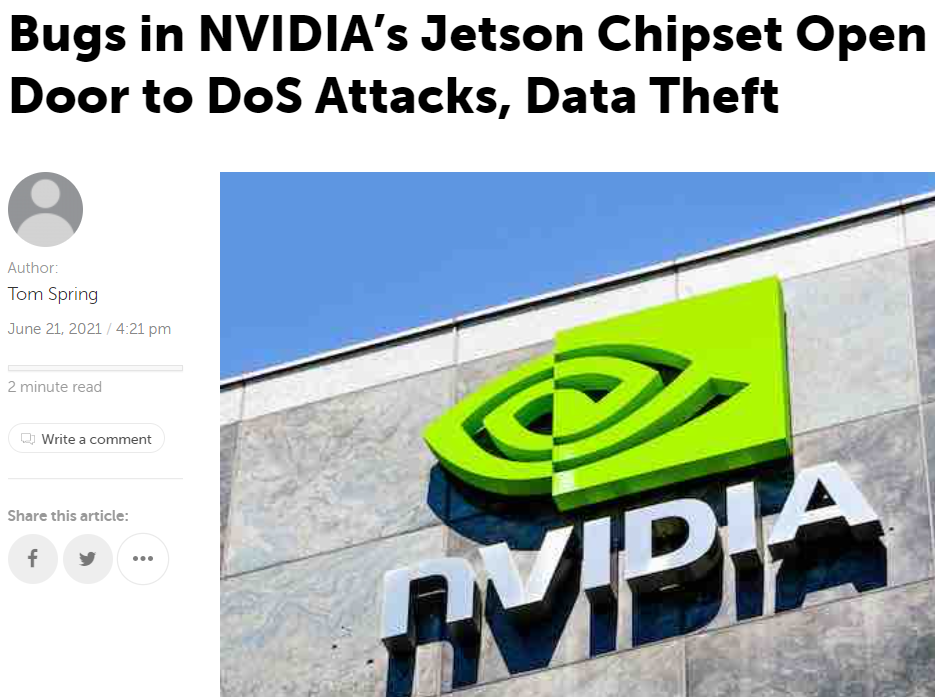 Bugs in NVIDIA’s Jetson Chipset Open
Door to DoS Attacks, Data Theft
Author:
Tom Spring
June 21, 2021 / 4:21 pm
2 minute read
Write a comment
Share this article:
f
•••
NVIDIA